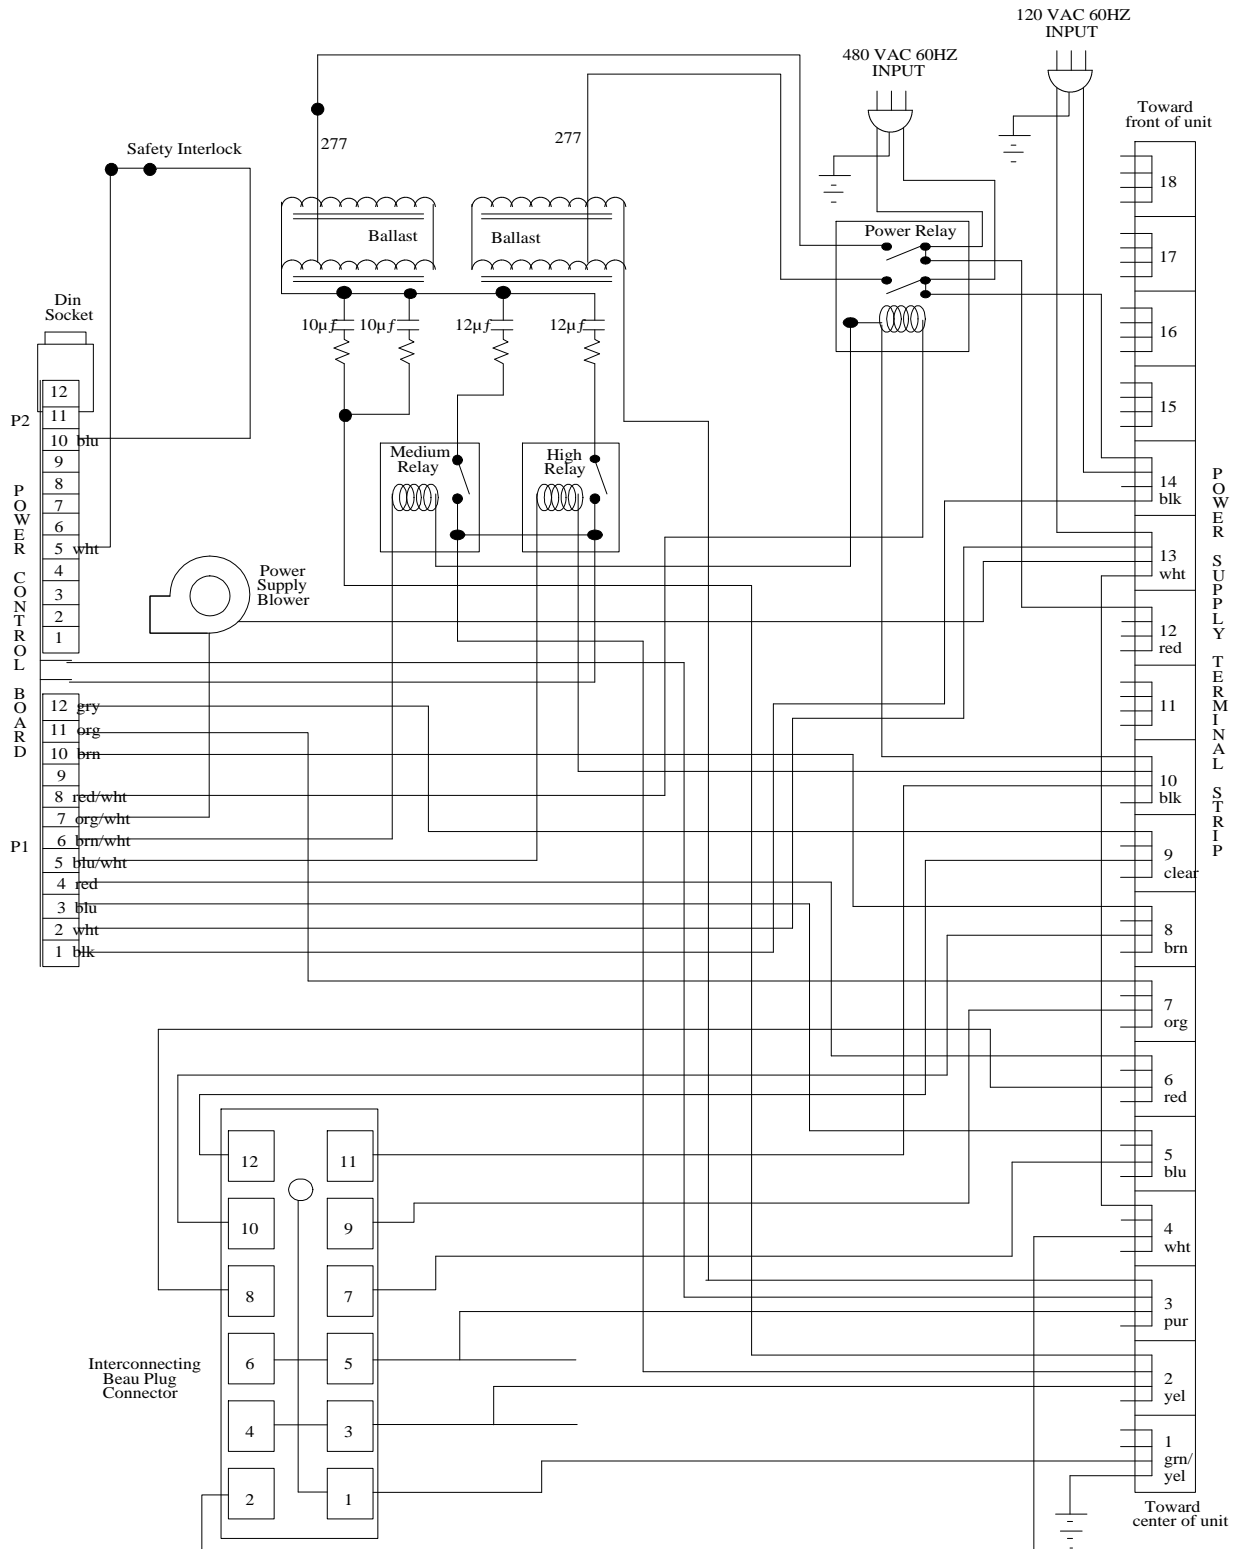 120 VAC 60HZ
INPUT
480 VAC 60HZ
INPUT
Toward
front of unit
277
277
Safety Interlock
18
Ballast
Ballast
Power Relay
17
Din
Socket
10µf
10µf
12µf
12µf
16
15
P2
12
11
10 blu
9
8
7
6
5 wht
4
3
2
1
Medium
Relay
High
Relay
14
blk
13
wht
Power
Supply
Blower
12
red
11
POWER CONTROL BOARD
POWER SUPPLY TERMINAL STRIP
P1
12 gry
11 org
10 brn
9
8 red/wht
7 org/wht
6 brn/wht
5 blu/wht
4 red
3 blu
2 wht
1 blk
10
blk
9
clear
8
brn
7
org
6
red
5
blu
4
wht
3
pur
2
yel
1
grn/
yel
12
11
10
9
8
7
6
5
4
3
2
1
Interconnecting
Beau Plug
Connector
Toward
center of unit